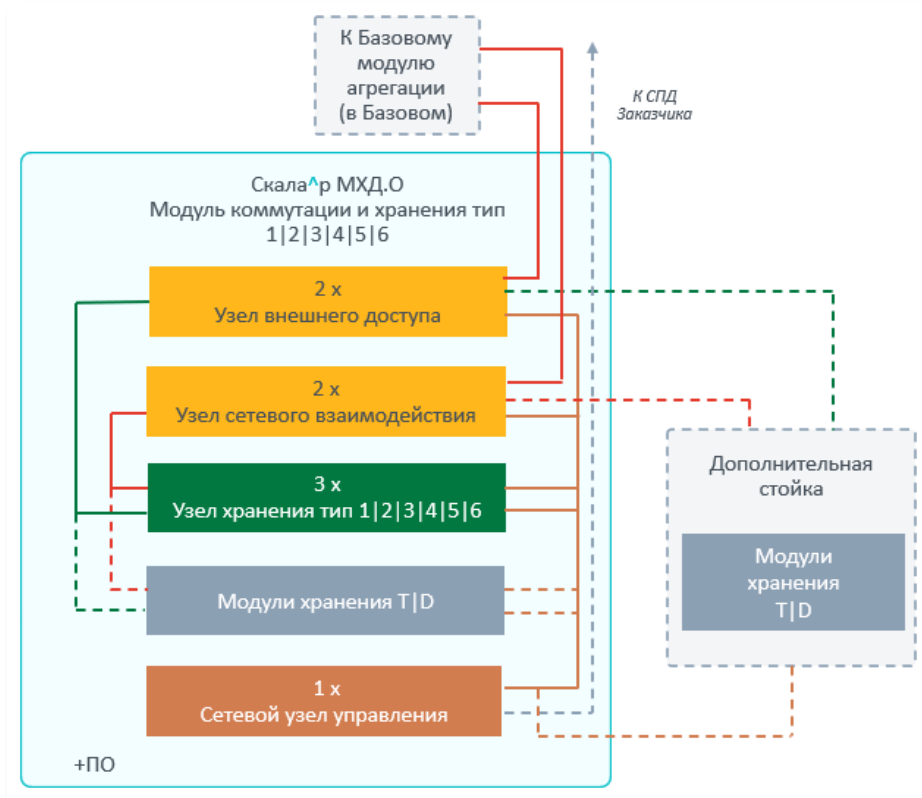 К Базовому
модулю
агрегации
(в Базовом)
К СПД
Заказчика
Скала^р МХД.О
Модуль коммутации и хранения тип
1|2|3|4|5|6
2 x
Узел внешнего доступа
2 x
Узел сетевого взаимодействия
3 x
Узел хранения тип 1|2|3|4|5|6
Модули хранения T|D
1 x
Сетевой узел управления
+ПО
Дополнительная
стойка
Модули
хранения
T|D